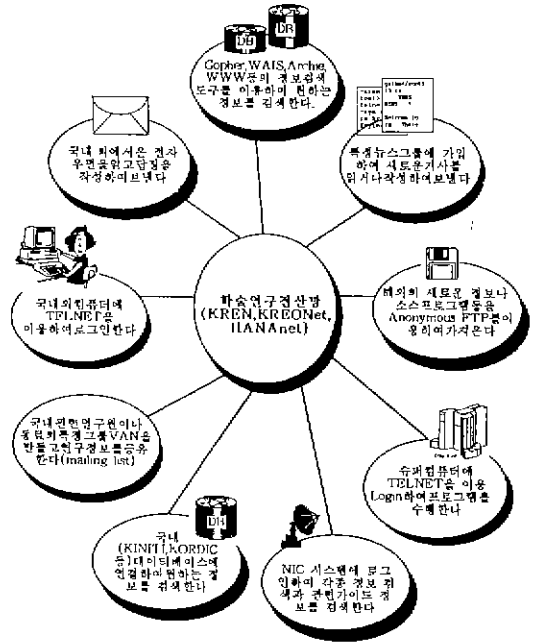 DB
DB
Gopher,WAIS,Archie,
WWW등의 정보검색
도구를 이용하여 원하는
정보를 검색한다.
특정뉴스그룹에 가입
하여 새로운기사를
읽거나작성하여보낸다
해외의 새로운 정보나
소스프로그램등을
Anonymous FTP를이
용하여가져온다
슈퍼컴퓨터에
TELNET을 이용
Login하여프로그램를
수행한다
NIC 시스템에 로그
인하여 각종 정보 검
색과 관련가이드 정
보를 검색한다
DB
국내
(KINITI,KORDIC
등)데이터베이스에
연결하여원하는 정
보를 검색한다
국내관련연구원이나
동료의특정그룹VAN을
만들고연구정보를공유
한다(mailing list)
국내외컴퓨터에
TELNET을
이용하여로그인한다
국내 외에서온 전자
우편을읽고답장을
작성하여보낸다
학술연구전산망
(KREN,KREONet,
HANAnet)